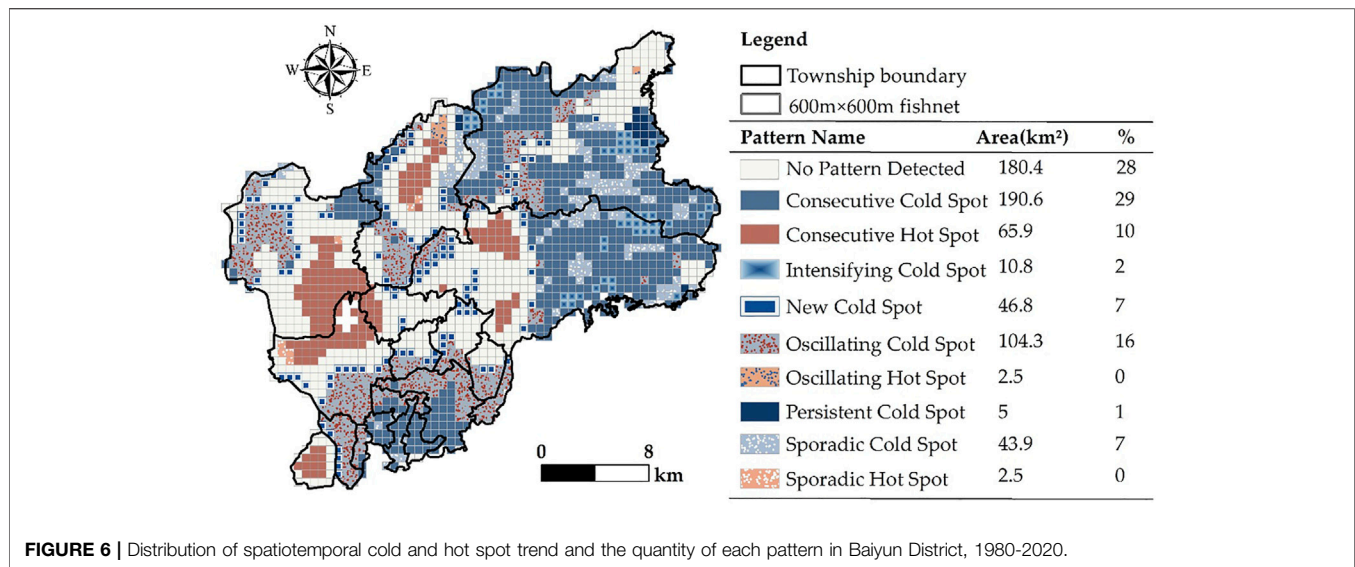 N
W E
S
Legend
Township boundary
600m×600m fishnet
Pattern Name Area(km²) %
No Pattern Detected 180.4 28
Consecutive Cold Spot 190.6 29
Consecutive Hot Spot 65.9 10
Intensifying Cold Spot 10.8 2
New Cold Spot 46.8 7
Oscillating Cold Spot 104.3 16
Oscillating Hot Spot 2.5 0
Persistent Cold Spot 5 1
Sporadic Cold Spot 43.9 7
Sporadic Hot Spot 2.5 0
0 8
km
FIGURE 6 | Distribution of spatiotemporal cold and hot spot trend and the quantity of each pattern in Baiyun District, 1980-2020.